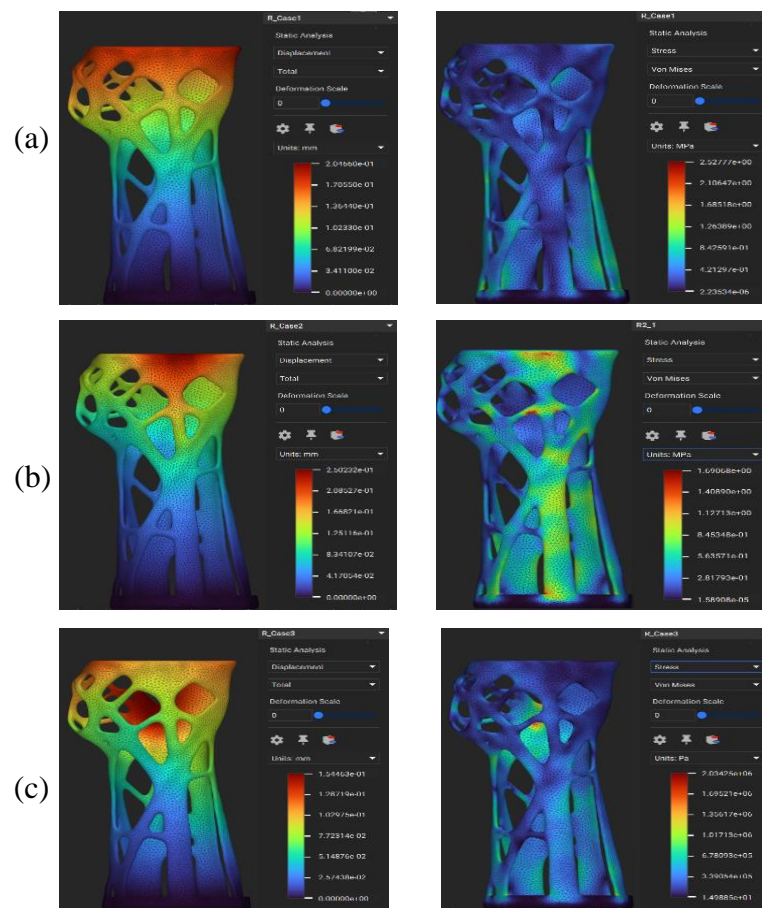 (a)
R_Case1
Static Analysis
Displacement
Total
Deformation Scale
0
Units: mm
2.04660e-01
1.70550e-01
1.36440e-01
1.02330e-01
6.82199e-02
3.41100e-02
0.00000e+00
R_Case1
Static Analysis
Stress
Von Mises
Deformation Scale
0
Units: MPa
2.52777e+00
2.10647e+00
1.68518e+00
1.26389e+00
8.42591e-01
4.21297e-01
2.23534e-06
(b)
R_Case2
Static Analysis
Displacement
Total
Deformation Scale
0
Units: mm
2.50232e-01
2.08527e-01
1.66821e-01
1.25116e-01
8.34107e-02
4.17054e-02
0.00000e+00
R2_1
Static Analysis
Stress
Von Mises
Deformation Scale
0
Units: MPa
1.69068e+00
1.40890e+00
1.12713e+00
8.45348e-01
5.63571e-01
2.81793e-01
1.58908e-05
(c)
R_Case3
Static Analysis
Displacement
Total
Deformation Scale
0
Units: mm
1.54463e-01
1.28719e-01
1.02975e-01
7.72314e-02
5.14876e-02
2.57438e-02
0.00000e+00
R_Case3
Static Analysis
Stress
Von Mises
Deformation Scale
0
Units: Pa
2.03425e+06
1.69521e+06
1.35617e+06
1.01713e+06
6.78093e+05
3.39054e+05
1.49885e+01